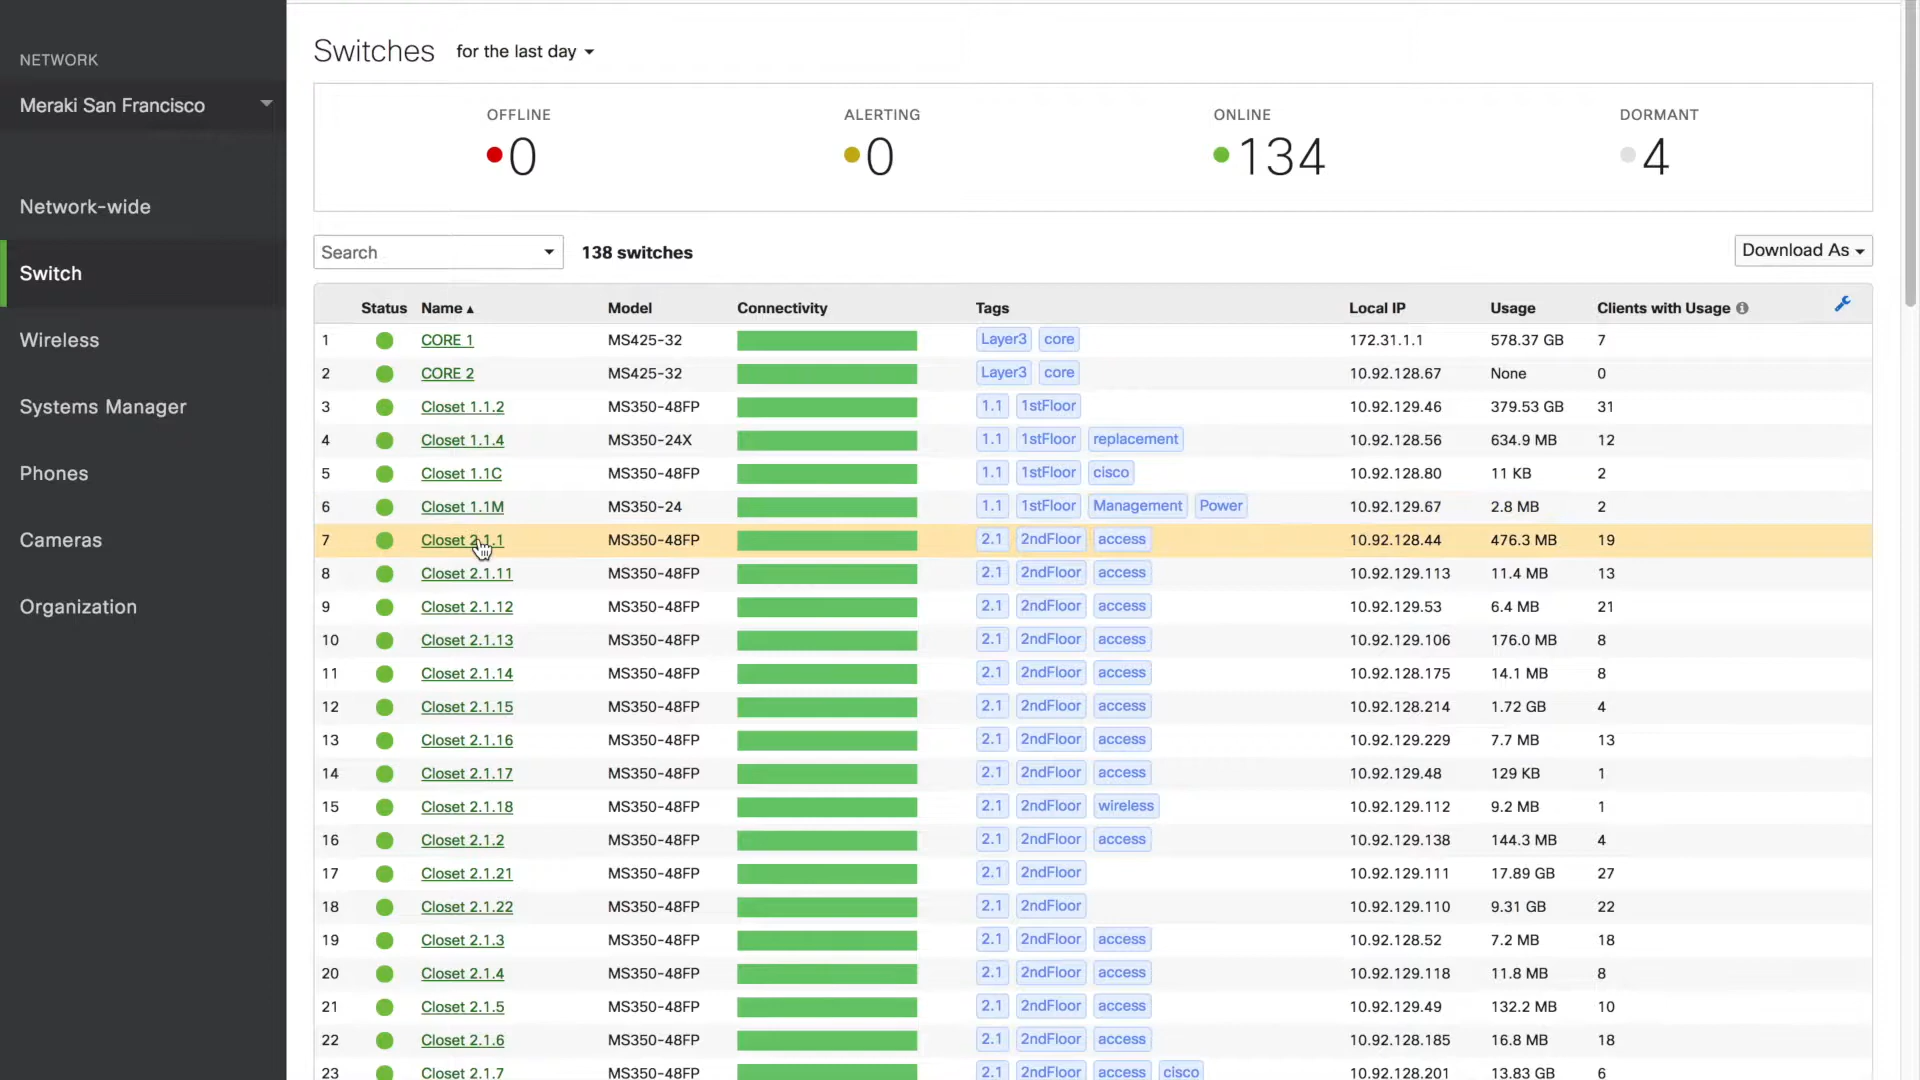 NETWORK
Meraki San Francisco
Network-wide
Switch
Wireless
Systems Manager
Phones
Cameras
Organization
Switches for the last day
OFFLINE ALERTING ONLINE DORMANT
0 0 134 4
Search 138 switches Download As
Status Name ▲ Model Connectivity Tags Local IP Usage Clients with Usage
1 CORE 1 MS425-32 Layer3 core 172.31.1.1 578.37 GB 7
2 CORE 2 MS425-32 Layer3 core 10.92.128.67 None 0
3 Closet 1.1.2 MS350-48FP 1.1 1stFloor 10.92.129.46 379.53 GB 31
4 Closet 1.1.4 MS350-24X 1.1 1stFloor replacement 10.92.128.56 634.9 MB 12
5 Closet 1.1C MS350-48FP 1.1 1stFloor cisco 10.92.128.80 11 KB 2
6 Closet 1.1M MS350-24 1.1 1stFloor Management Power 10.92.129.67 2.8 MB 2
7 Closet 2.1.1 MS350-48FP 2.1 2ndFloor access 10.92.128.44 476.3 MB 19
8 Closet 2.1.11 MS350-48FP 2.1 2ndFloor access 10.92.129.113 11.4 MB 13
9 Closet 2.1.12 MS350-48FP 2.1 2ndFloor access 10.92.129.53 6.4 MB 21
10 Closet 2.1.13 MS350-48FP 2.1 2ndFloor access 10.92.129.106 176.0 MB 8
11 Closet 2.1.14 MS350-48FP 2.1 2ndFloor access 10.92.128.175 14.1 MB 8
12 Closet 2.1.15 MS350-48FP 2.1 2ndFloor access 10.92.128.214 1.72 GB 4
13 Closet 2.1.16 MS350-48FP 2.1 2ndFloor access 10.92.129.229 7.7 MB 13
14 Closet 2.1.17 MS350-48FP 2.1 2ndFloor access 10.92.129.48 129 KB 1
15 Closet 2.1.18 MS350-48FP 2.1 2ndFloor wireless 10.92.129.112 9.2 MB 1
16 Closet 2.1.2 MS350-48FP 2.1 2ndFloor access 10.92.129.138 144.3 MB 4
17 Closet 2.1.21 MS350-48FP 2.1 2ndFloor 10.92.129.111 17.89 GB 27
18 Closet 2.1.22 MS350-48FP 2.1 2ndFloor 10.92.129.110 9.31 GB 22
19 Closet 2.1.3 MS350-48FP 2.1 2ndFloor access 10.92.128.52 7.2 MB 18
20 Closet 2.1.4 MS350-48FP 2.1 2ndFloor access 10.92.129.118 11.8 MB 8
21 Closet 2.1.5 MS350-48FP 2.1 2ndFloor access 10.92.129.49 132.2 MB 10
22 Closet 2.1.6 MS350-48FP 2.1 2ndFloor access 10.92.128.185 16.8 MB 18
23 Closet 2.1.7 MS350-48FP 2.1 2ndFloor access cisco 10.92.128.201 13.83 GB 6